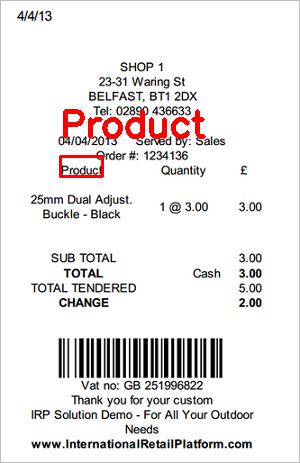 4/4/13
SHOP 1
23-31 Waring St
BELFAST, BT1 2DX
Tel: 02890 436633
Product
04/04/2013 Served by: Sales
Order #: 1234136
Product Quantity £
25mm Dual Adjust.
Buckle - Black 1 @ 3.00 3.00
SUB TOTAL 3.00
TOTAL Cash 3.00
TOTAL TENDERED 5.00
CHANGE 2.00
Vat no: GB 251996822
Thank you for your custom
IRP Solution Demo - For All Your Outdoor
Needs
www.InternationalRetailPlatform.com